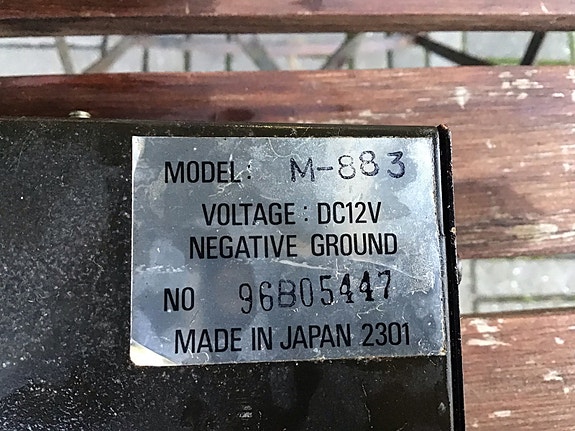 MODEL: M-883
VOLTAGE : DC12V
NEGATIVE GROUND
NO 96B05447
MADE IN JAPAN 2301